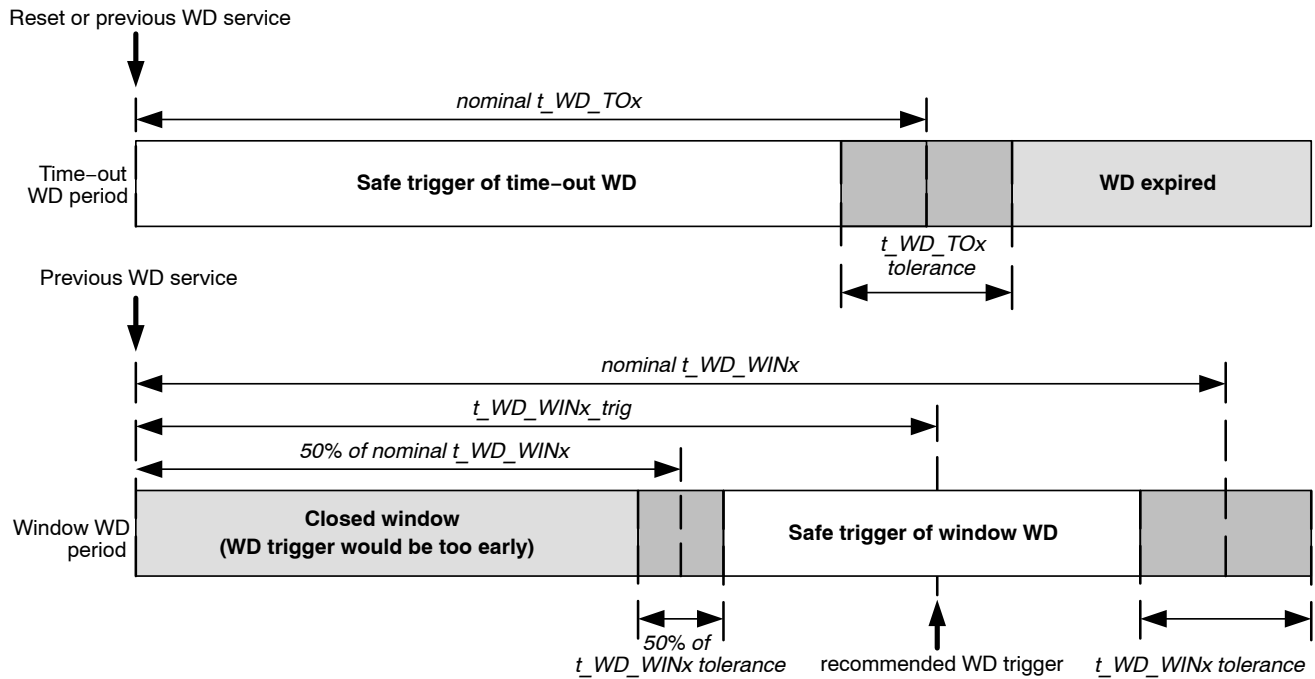 Reset or previous WD service
nominal t_WD_TOx
Time−out
WD period
Safe trigger of time−out WD
WD expired
t_WD_TOx
tolerance
Previous WD service
nominal t_WD_WINx
t_WD_WINx_trig
50% of nominal t_WD_WINx
Window WD
period
Closed window
(WD trigger would be too early)
Safe trigger of window WD
50% of
t_WD_WINx tolerance
recommended WD trigger
t_WD_WINx tolerance